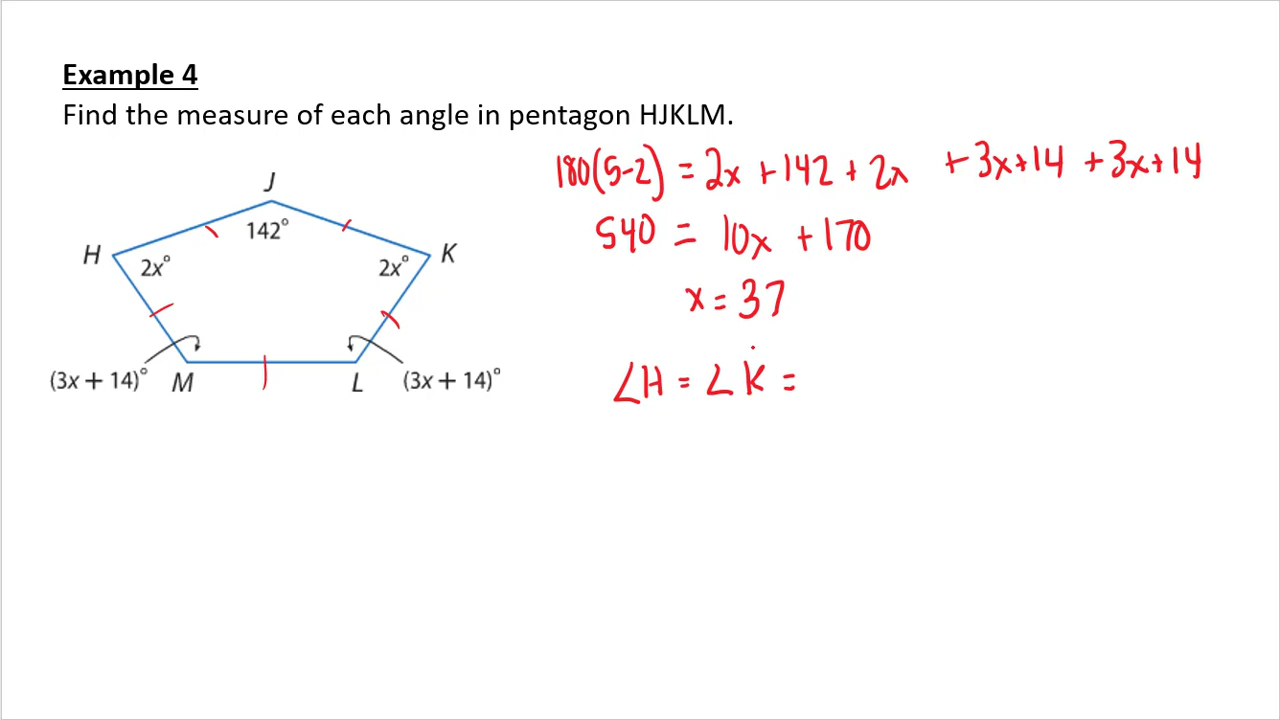 Example 4
Find the measure of each angle in pentagon HJKLM.
180(5-2) = 2x + 142 + 2x + 3x+14 + 3x+14
540 = 10x + 170
x = 37
∠H = ∠K =
J
142°
H
2x°
2x°
K
(3x + 14)°
M
L
(3x + 14)°